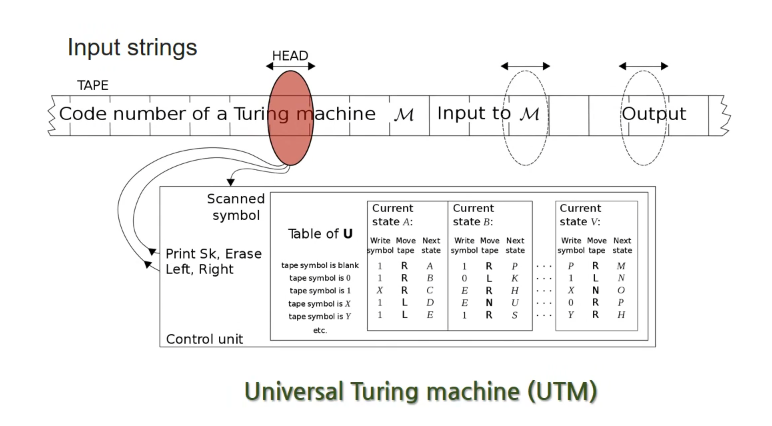 Input strings
HEAD
TAPE
Code number of a Turing machine ℳ Input to ℳ Output
Scanned symbol
Print Sk, Erase
Left, Right
Control unit
Table of U
Current state A: Current state B: Current state V:
Write symbol Move tape Next state Write symbol Move tape Next state Write symbol Move tape Next state
tape symbol is blank 1 R A 1 R P · · · P R M
tape symbol is 0 1 R B 0 L K · · · 1 L N
tape symbol is 1 X R C E R H · · · X N O
tape symbol is X 1 L D E N U · · · 0 R P
tape symbol is Y 1 L E 1 R S · · · Y R H
etc.
Universal Turing machine (UTM)